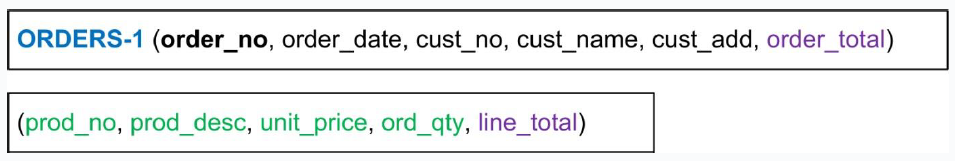 ORDERS-1 (order_no, order_date, cust_no, cust_name, cust_add, order_total)
(prod_no, prod_desc, unit_price, ord_qty, line_total)